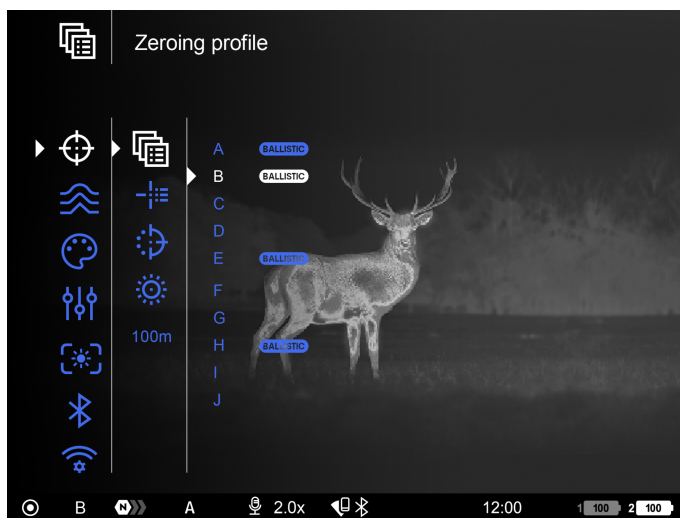 Zeroing profile
A BALLISTIC
B BALLISTIC
C
D
E BALLISTIC
F
G
H BALLISTIC
I
J
100m
B N A 2.0x 12:00 1 100 2 100